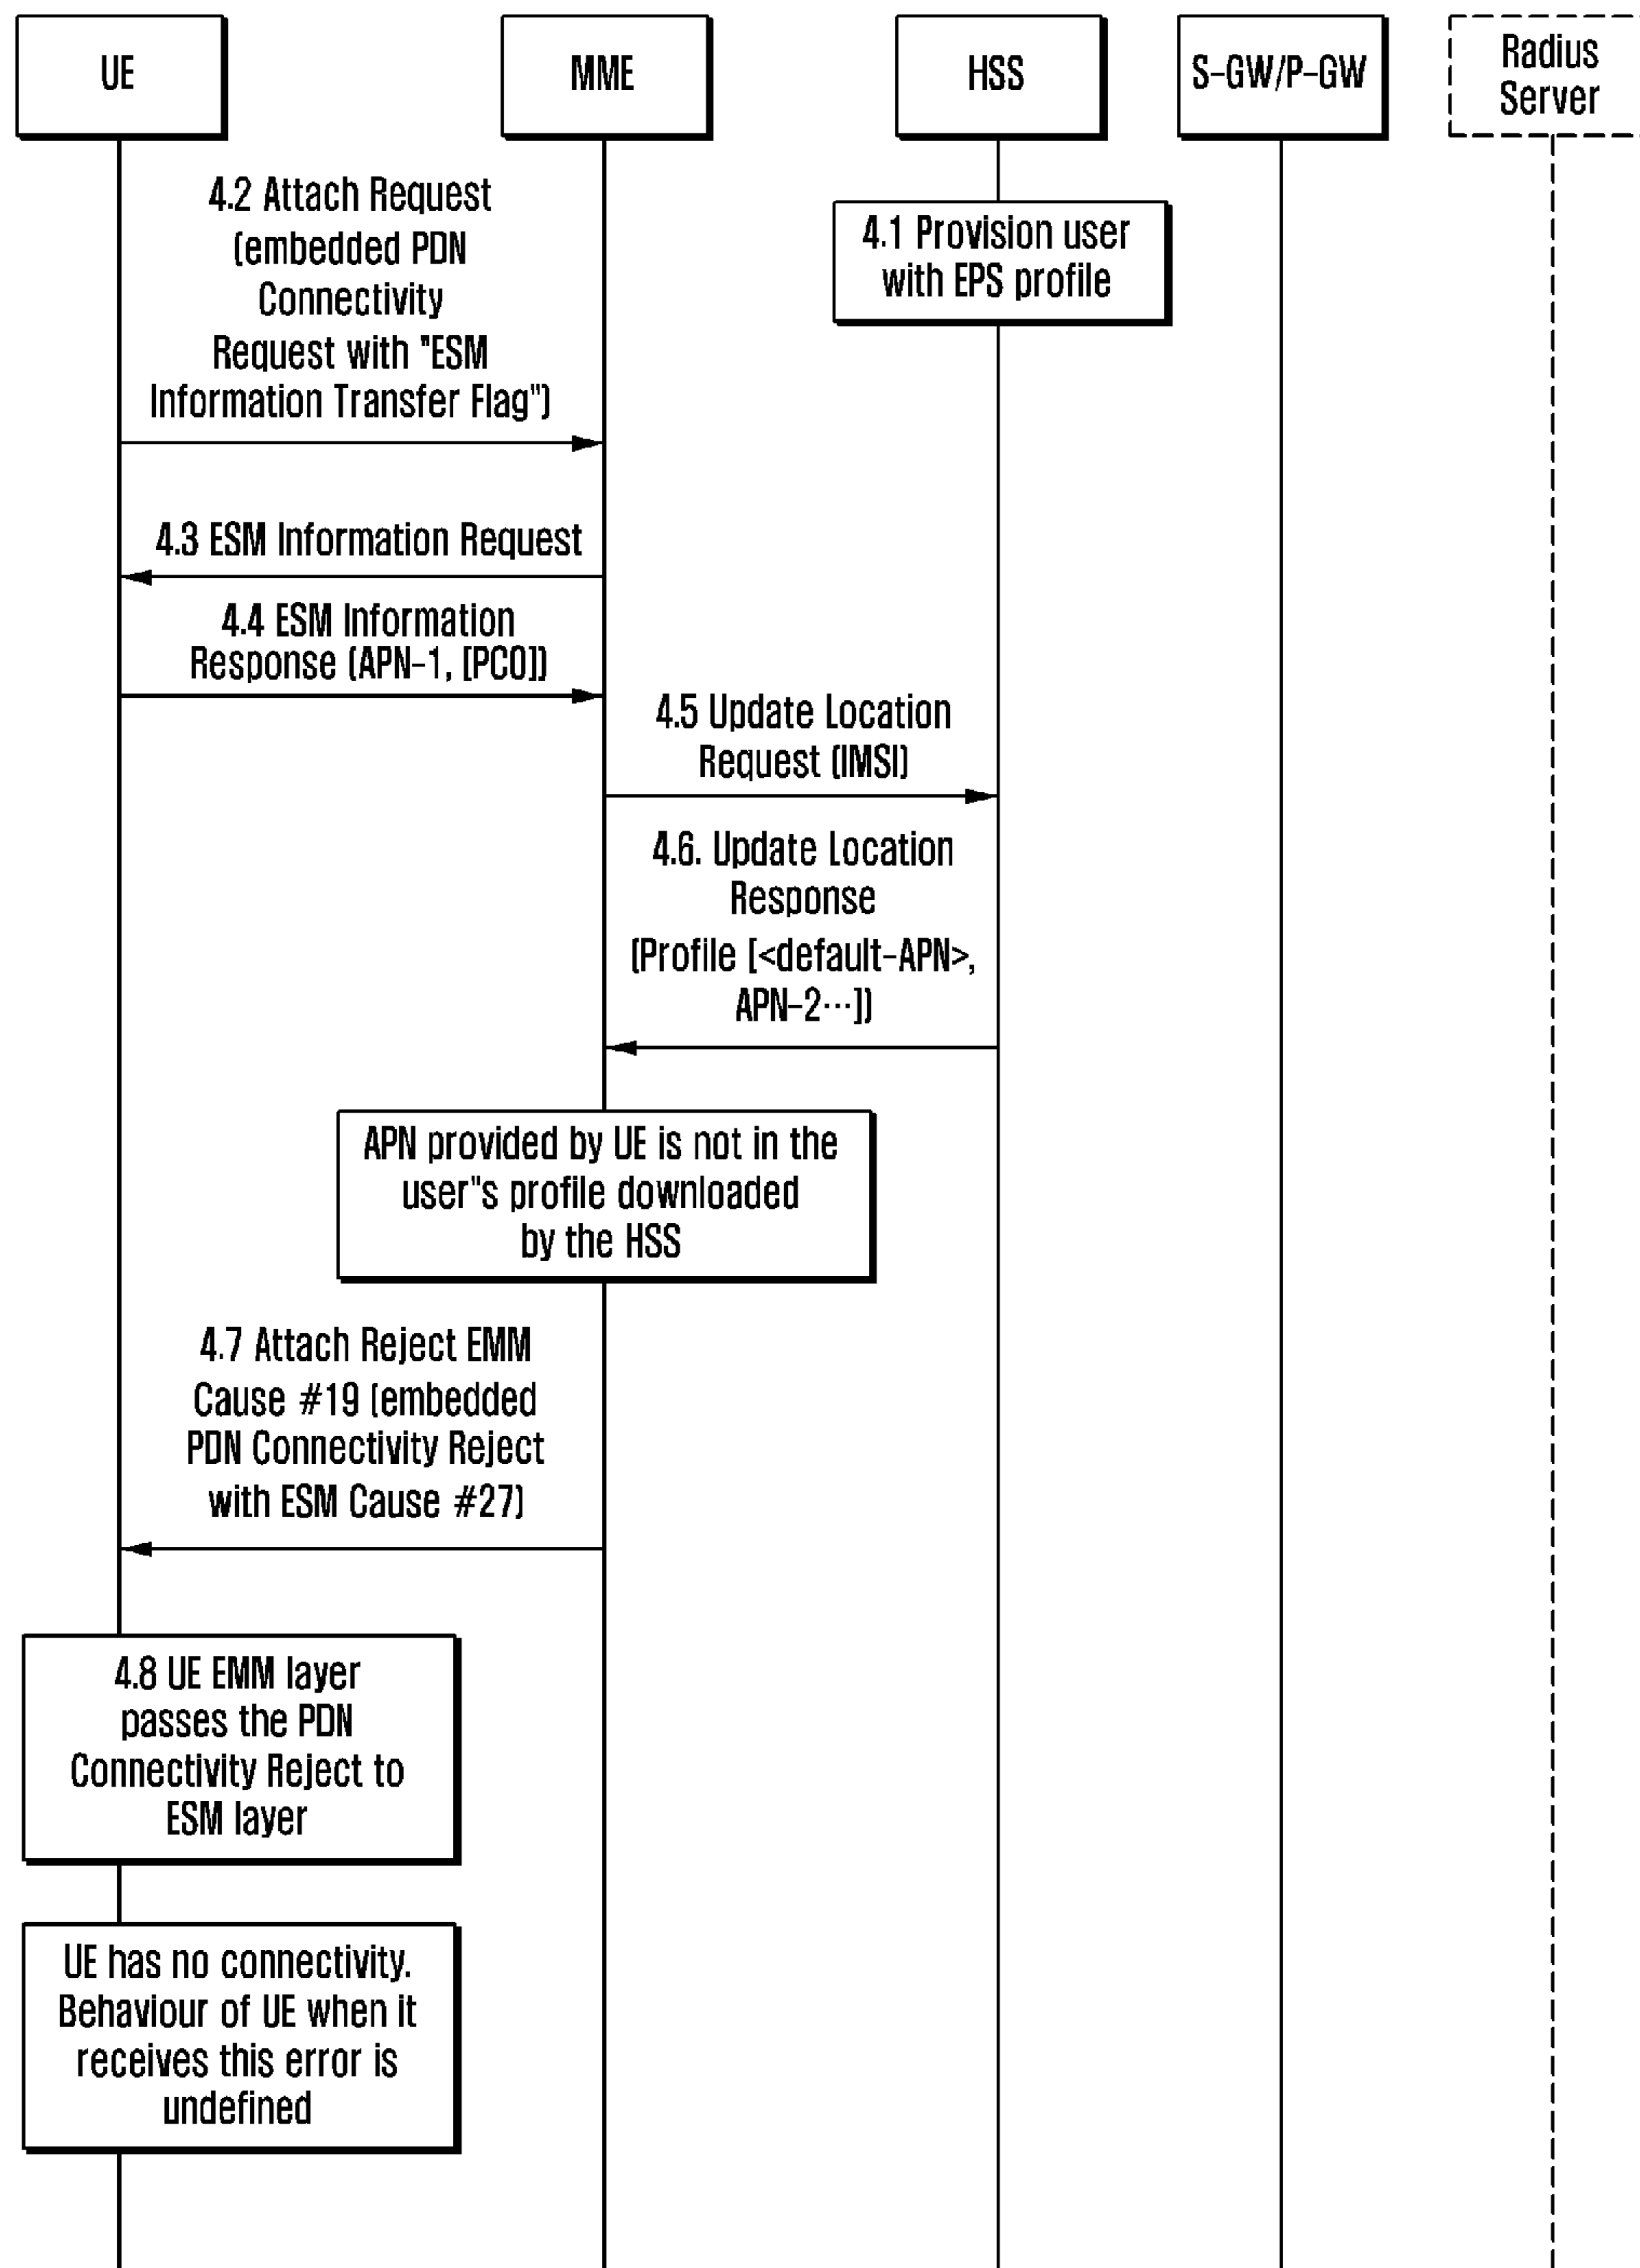 UE
MME
HSS
S-GW/P-GW
Radius
Server
4.2 Attach Request
(embedded PDN
Connectivity
Request with "ESM
Information Transfer Flag")
4.1 Provision user
with EPS profile
4.3 ESM Information Request
4.4 ESM Information
Response (APN-1, [PCO])
4.5 Update Location
Request (IMSI)
4.6. Update Location
Response
(Profile [<default-APN>,
APN-2···])
APN provided by UE is not in the
user"s profile downloaded
by the HSS
4.7 Attach Reject EMM
Cause #19 (embedded
PDN Connectivity Reject
with ESM Cause #27)
4.8 UE EMM layer
passes the PDN
Connectivity Reject to
ESM layer
UE has no connectivity.
Behaviour of UE when it
receives this error is
undefined